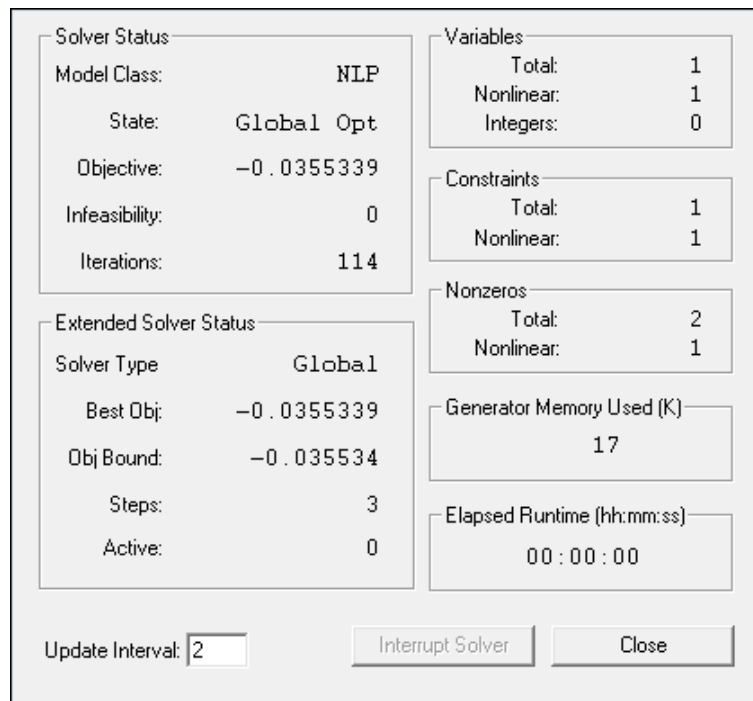 Solver Status
Model Class: NLP
State: Global Opt
Objective: -0.0355339
Infeasibility: 0
Iterations: 114
Extended Solver Status
Solver Type Global
Best Obj: -0.0355339
Obj Bound: -0.035534
Steps: 3
Active: 0
Variables
Total: 1
Nonlinear: 1
Integers: 0
Constraints
Total: 1
Nonlinear: 1
Nonzeros
Total: 2
Nonlinear: 1
Generator Memory Used (K)
17
Elapsed Runtime (hh:mm:ss)
00:00:00
Update Interval: 2
Interrupt Solver
Close